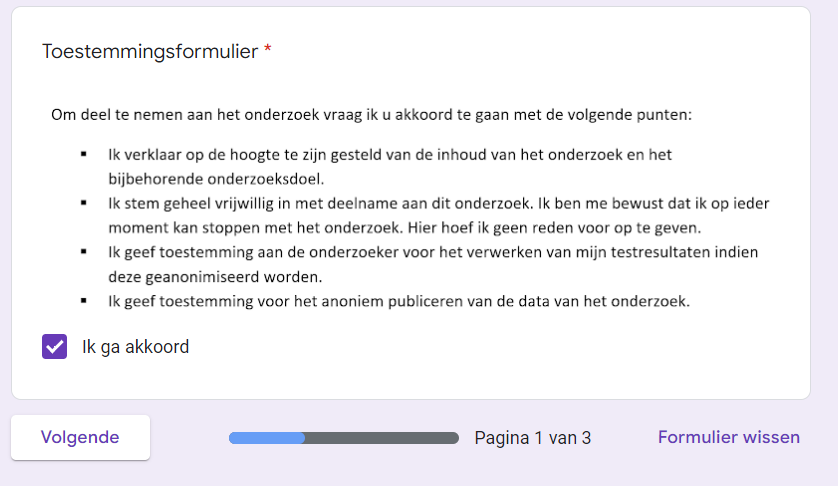 Toestemmingsformulier *
Om deel te nemen aan het onderzoek vraag ik u akkoord te gaan met de volgende punten:
▪ Ik verklaar op de hoogte te zijn gesteld van de inhoud van het onderzoek en het
bijbehorende onderzoeksdoel.
▪ Ik stem geheel vrijwillig in met deelname aan dit onderzoek. Ik ben me bewust dat ik op ieder
moment kan stoppen met het onderzoek. Hier hoef ik geen reden voor op te geven.
▪ Ik geef toestemming aan de onderzoeker voor het verwerken van mijn testresultaten indien
deze geanonimiseerd worden.
▪ Ik geef toestemming voor het anoniem publiceren van de data van het onderzoek.
Ik ga akkoord
Volgende
Pagina 1 van 3
Formulier wissen